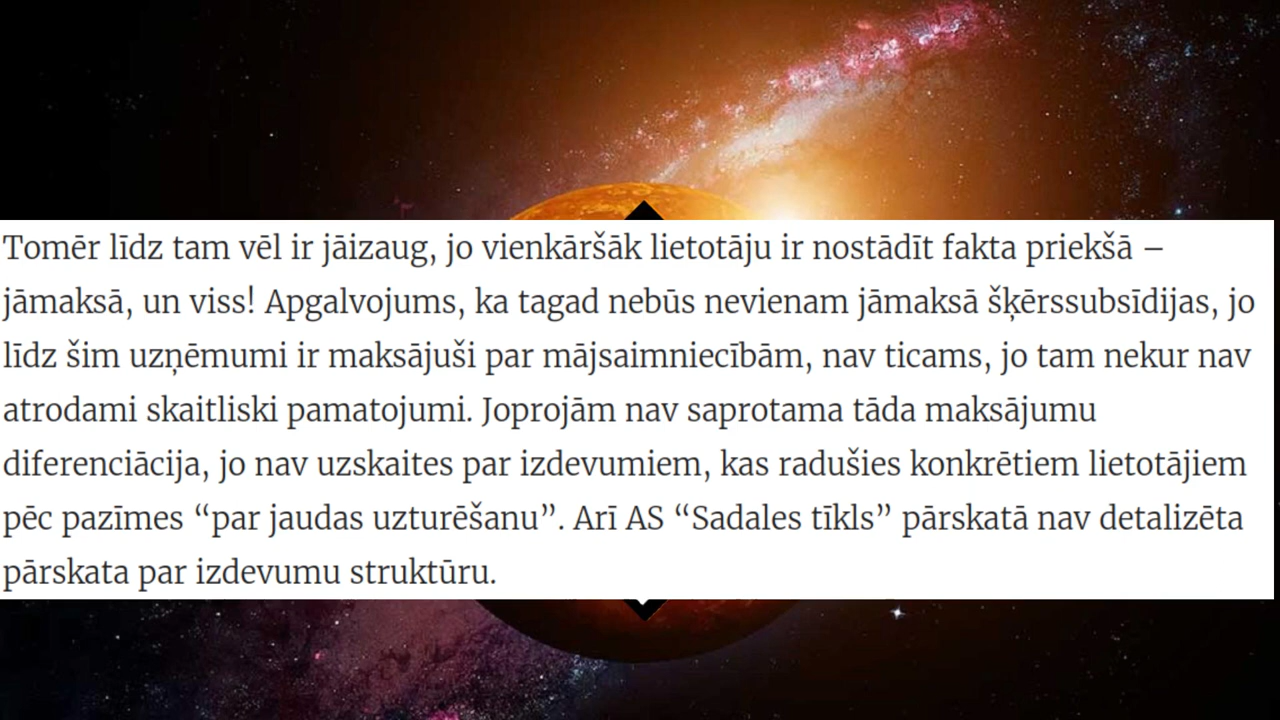 Tomēr līdz tam vēl ir jāizaug, jo vienkāršāk lietotāju ir nostādīt fakta priekšā –
jāmaksā, un viss! Apgalvojums, ka tagad nebūs nevienam jāmaksā šķērssubsīdijas, jo
līdz šim uzņēmumi ir maksājuši par mājsaimniecībām, nav ticams, jo tam nekur nav
atrodami skaitliski pamatojumi. Joprojām nav saprotama tāda maksājumu
diferenciācija, jo nav uzskaites par izdevumiem, kas radušies konkrētiem lietotājiem
pēc pazīmes “par jaudas uzturēšanu”. Arī AS “Sadales tīkls” pārskatā nav detalizēta
pārskata par izdevumu struktūru.